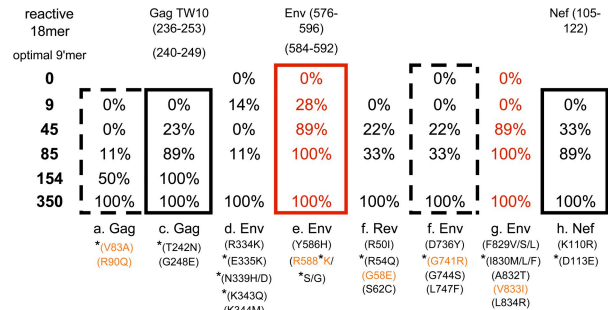 reactive 18mer Gag TW10 (236-253) Env (576-596) Nef (105-122)
optimal 9'mer (240-249) (584-592)
0 0% 0% 0% 0%
9 0% 0% 14% 28% 0% 0% 0% 0%
45 0% 23% 0% 89% 22% 22% 89% 33%
85 11% 89% 11% 100% 33% 33% 100% 89%
154 50% 100%
350 100% 100% 100% 100% 100% 100% 100% 100%
a. Gag c. Gag d. Env e. Env f. Rev f. Env g. Env h. Nef
*(V83A) *(T242N) (R334K) (Y586H) (R50I) (D736Y) (F829V/S/L) (K110R)
(R90Q) G248E) *(E335K) (R588*K/ *(R54Q) *(G741R) *(I830M/L/F) *(D113E)
*(N339H/D) *S/G) (G58E) (G744S) (A832T)
*(K343Q) (S62C) (L747F) (V833I)
(K344M) (L834R)